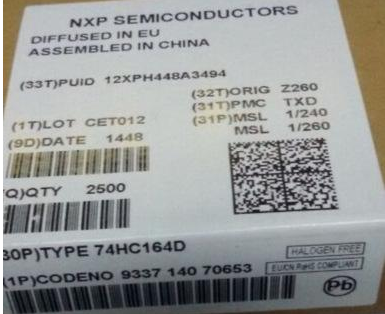 NXP SEMICONDUCTORS
DIFFUSED IN EU
ASSEMBLED IN CHINA
(33T)PUID 12XPH448A3494
(32T)ORIG Z260
(31T)PMC TXD
(1T)LOT CET012
(31P)MSL 1/240
(9D)DATE 1448
MSL 1/260
Q)QTY 2500
30P)TYPE 74HC164D
HALOGEN FREE
(1P)CODENO 9337 140 70653
EU/CN RoHS COMPLIANT
Pb